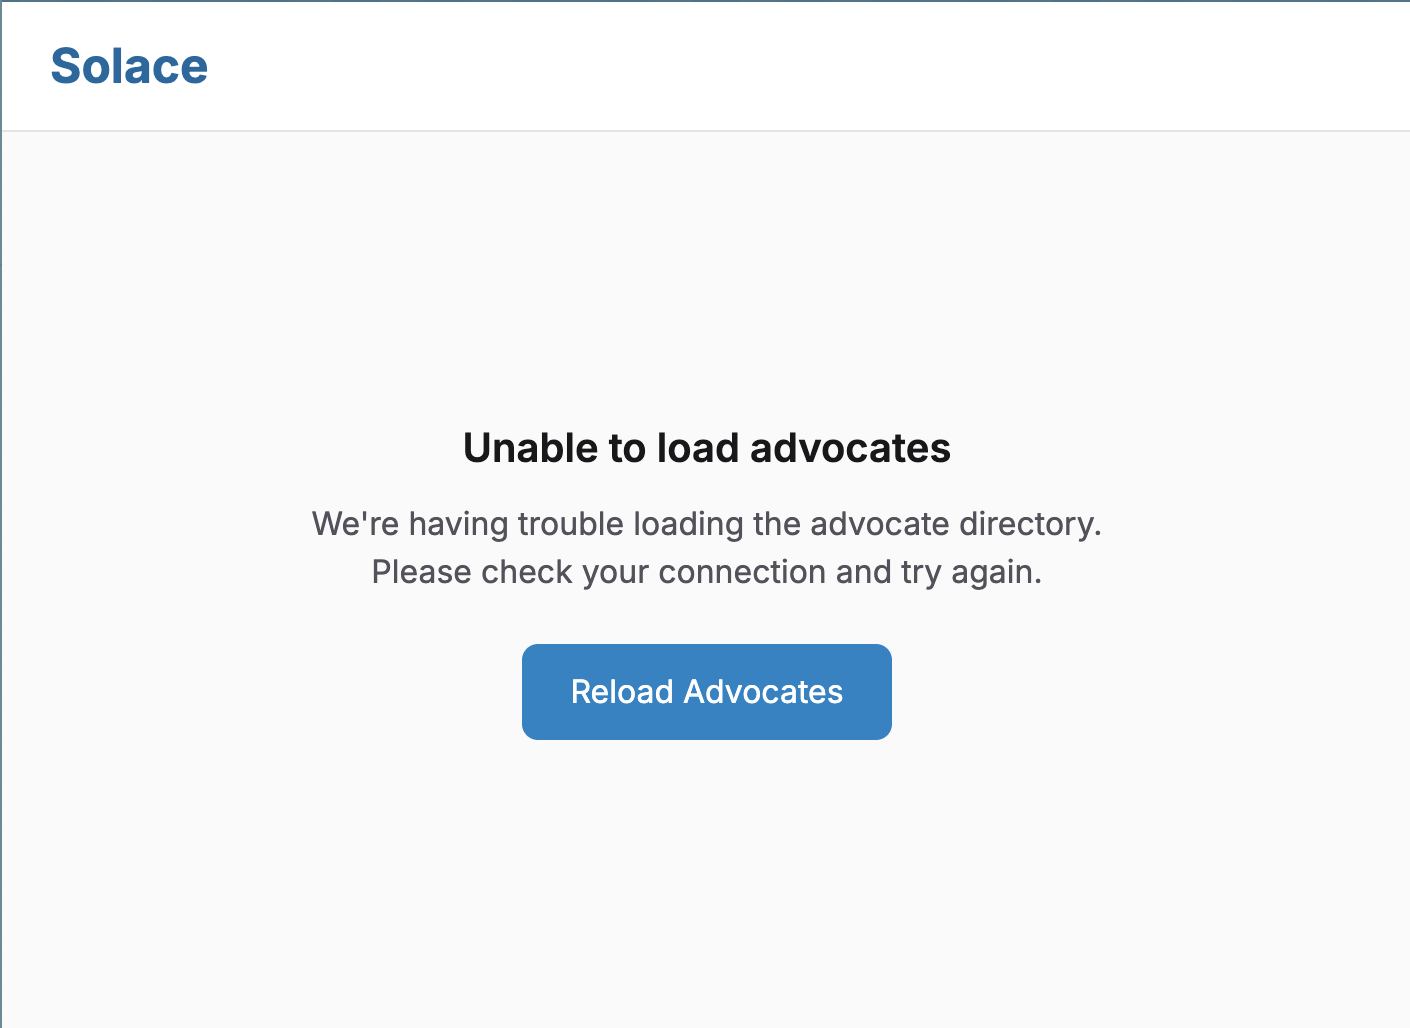 Solace
Unable to load advocates
We're having trouble loading the advocate directory.
Please check your connection and try again.
Reload Advocates